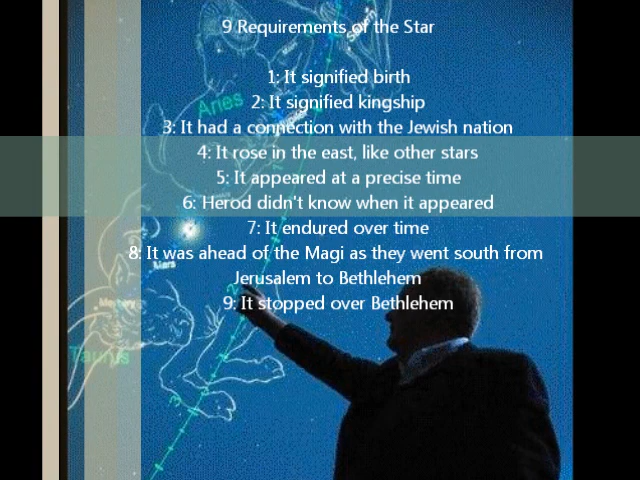 9 Requirements of the Star
1: It signified birth
2: It signified kingship
3: It had a connection with the Jewish nation
4: It rose in the east, like other stars
5: It appeared at a precise time
6: Herod didn't know when it appeared
7: It endured over time
8: It was ahead of the Magi as they went south from
Jerusalem to Bethlehem
9: It stopped over Bethlehem
Aries
Mars
Mercury
Taurus